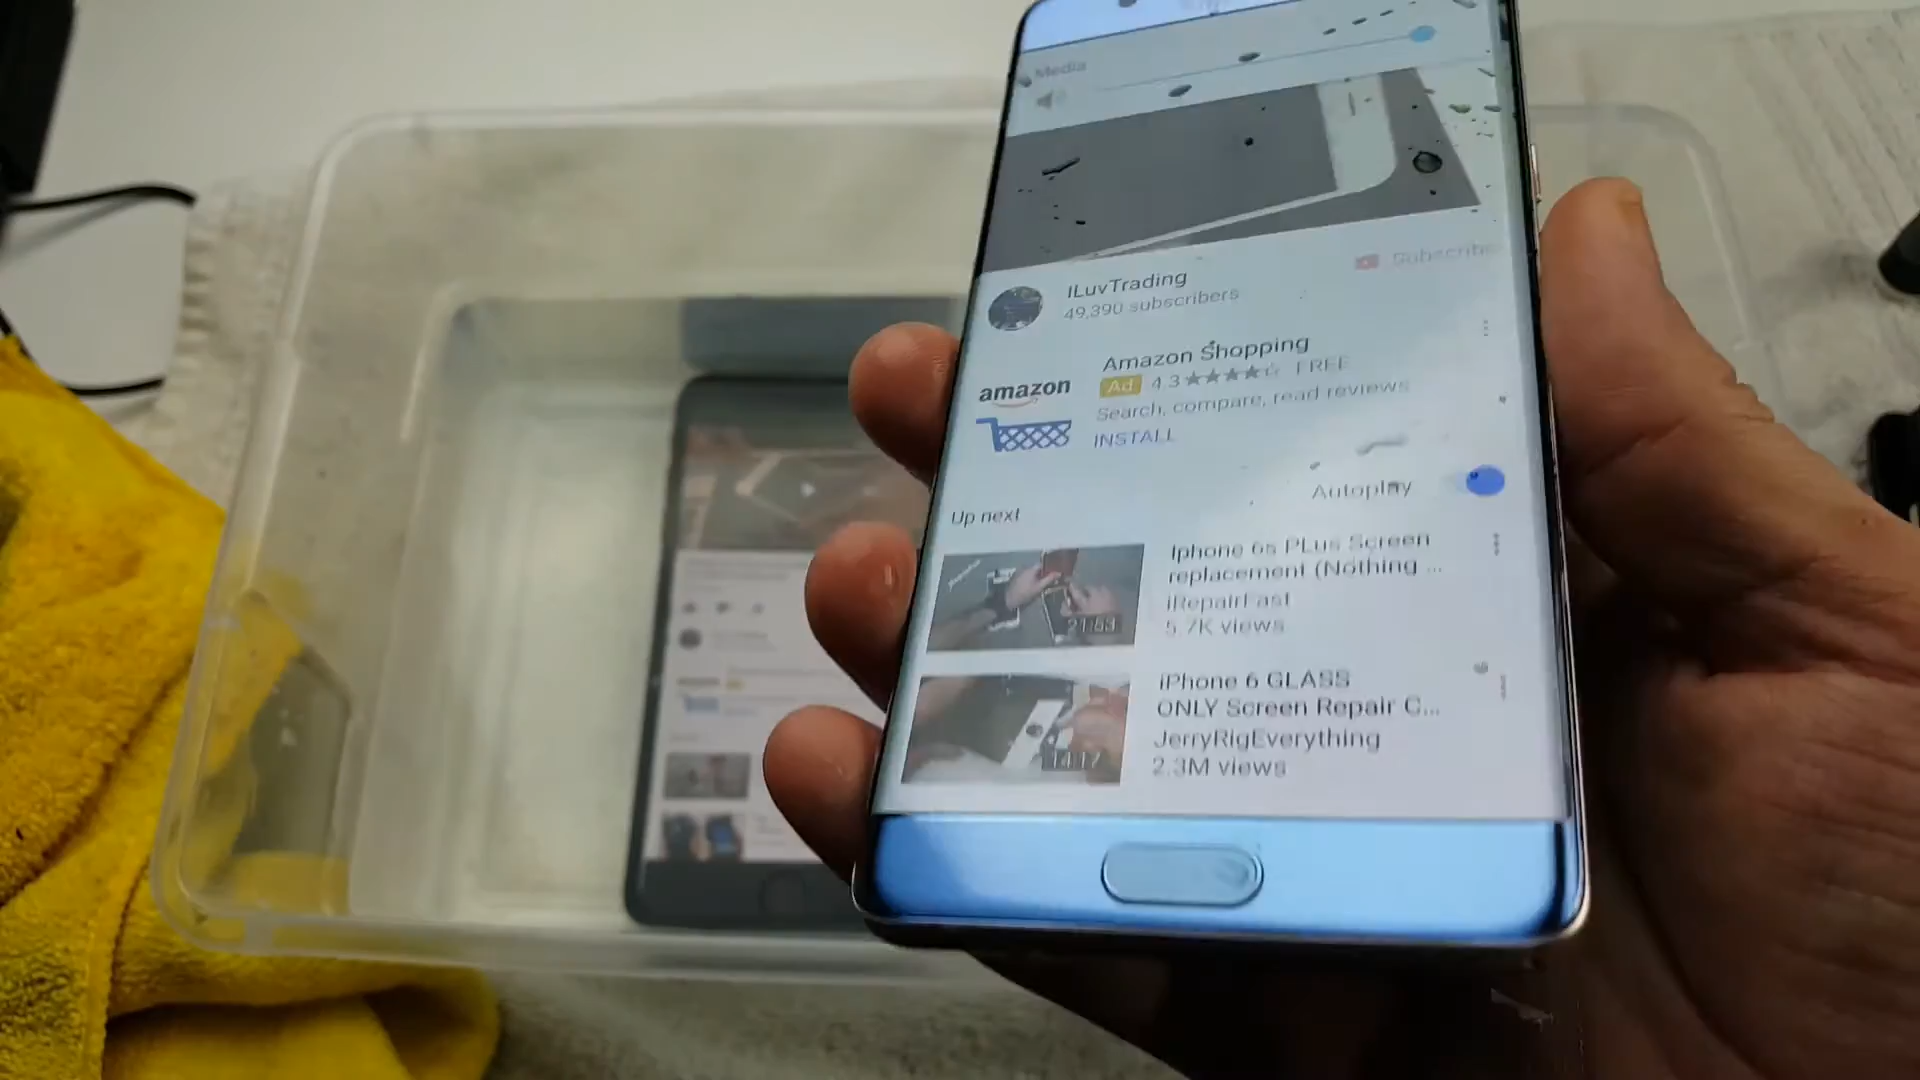 Media
Subscribe
ILuvTrading
49,390 subscribers
Amazon Shopping
Ad 4.3 FREE
amazon
Search, compare, read reviews
INSTALL
Autoplay
Up next
Iphone 6s PLus Screen
replacement (Nothing ...
iRepairFast
5.7K views
21:53
iPhone 6 GLASS
ONLY Screen Repair C...
JerryRigEverything
2.3M views
14:17